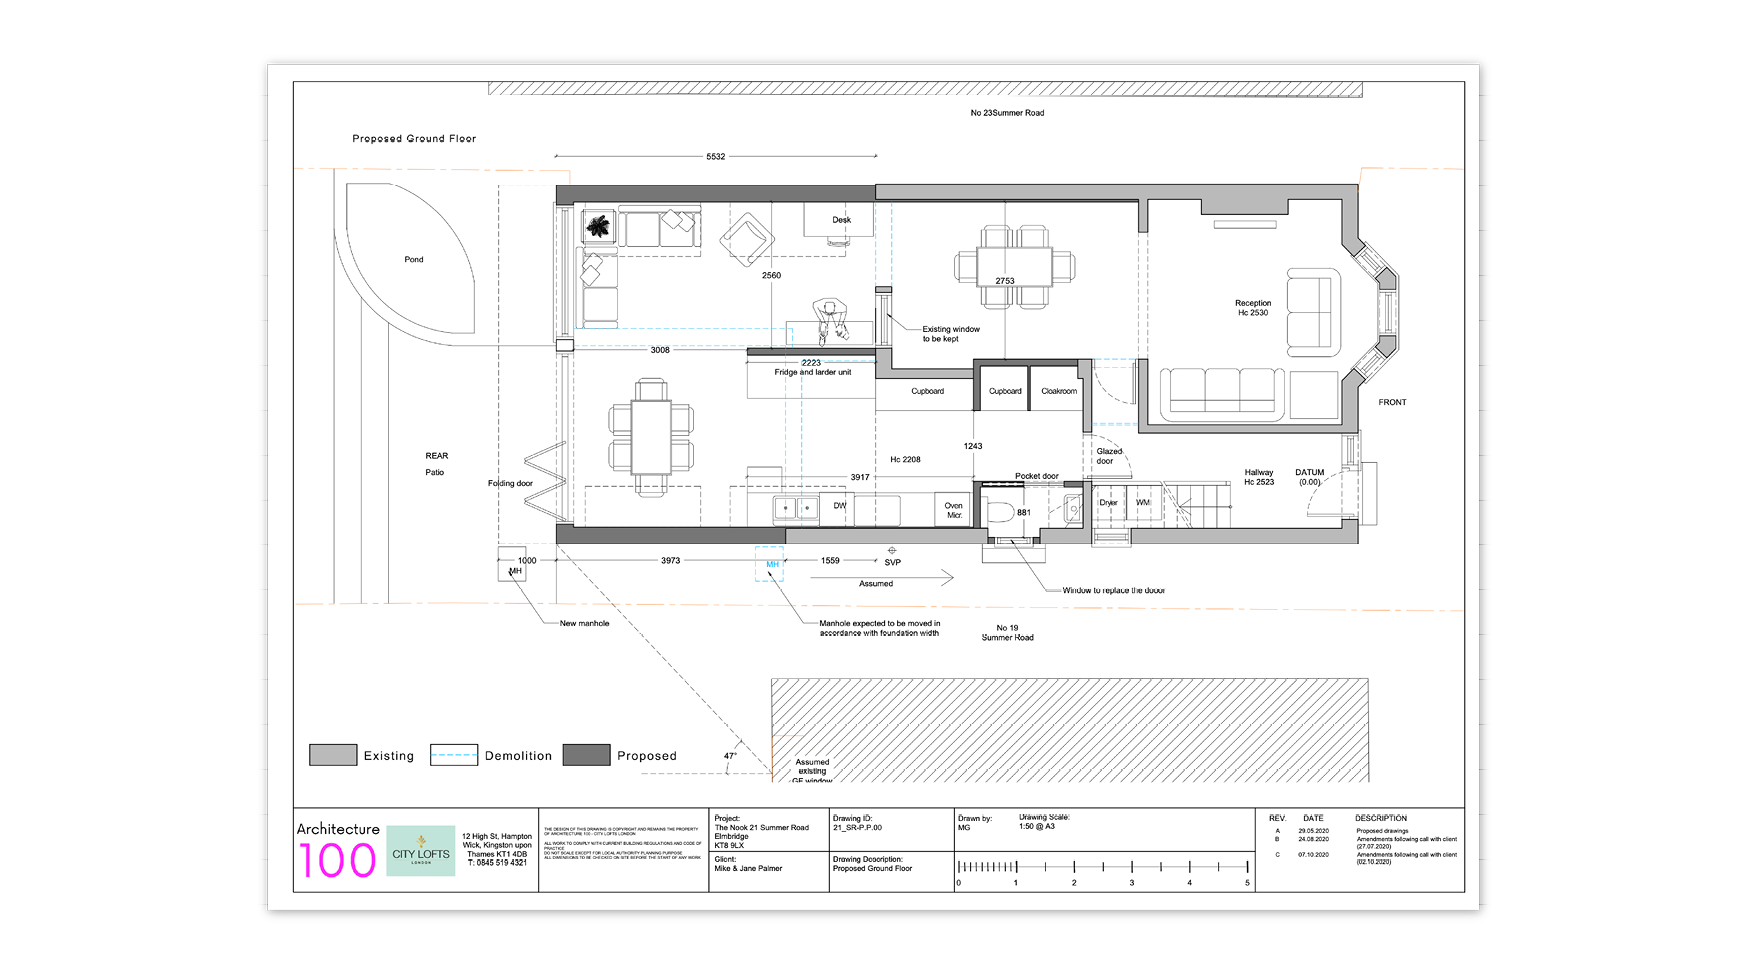 No 23Summer Road
Proposed Ground Floor
5532
Desk
Pond
2560
2753
Reception
Hc 2530
Existing window
to be kept
3008
2223
Fridge and larder unit
Cupboard
Cupboard
Cloakroom
FRONT
REAR
Patio
1243
Glazed
door
Hc 2208
Folding door
3917
Pocket door
Hallway
Hc 2523
DATUM
(0.00)
DW
Oven
Micr.
881
Dryer
WM
1000
MH
3973
MH
1559
SVP
Assumed
Window to replace the dooor
New manhole
Manhole expected to be moved in
accordance with foundation width
No 19
Summer Road
47°
Assumed
existing
GF window
Existing
Demolition
Proposed
Architecture
100
CITY LOFTS
LONDON
12 High St, Hampton
Wick, Kingston upon
Thames KT1 4DB
T: 0845 519 4321
THE DESIGN OF THIS DRAWING IS COPYRIGHT AND REMAINS THE PROPERTY
OF ARCHITECTURE 100 - CITY LOFTS LONDON
ALL WORK TO COMPLY WITH CURRENT BUILDING REGULATIONS AND CODE OF
PRACTICE
DO NOT SCALE EXCEPT FOR LOCAL AUTHORITY PLANNING PURPOSE
ALL DIMENSIONS TO BE CHECKED ON SITE BEFORE THE START OF ANY WORK
Project:
The Nook 21 Summer Road
Elmbridge
KT8 9LX
Client:
Mike & Jane Palmer
Drawing ID:
21_SR-P.P.00
Drawing Description:
Proposed Ground Floor
Drawn by:
MG
Drawing Scale:
1:50 @ A3
0 1 2 3 4 5
REV. DATE DESCRIPTION
A 29.05.2020 Proposed drawings
B 24.08.2020 Amendments following call with client
(27.07.2020)
C 07.10.2020 Amendments following call with client
(02.10.2020)